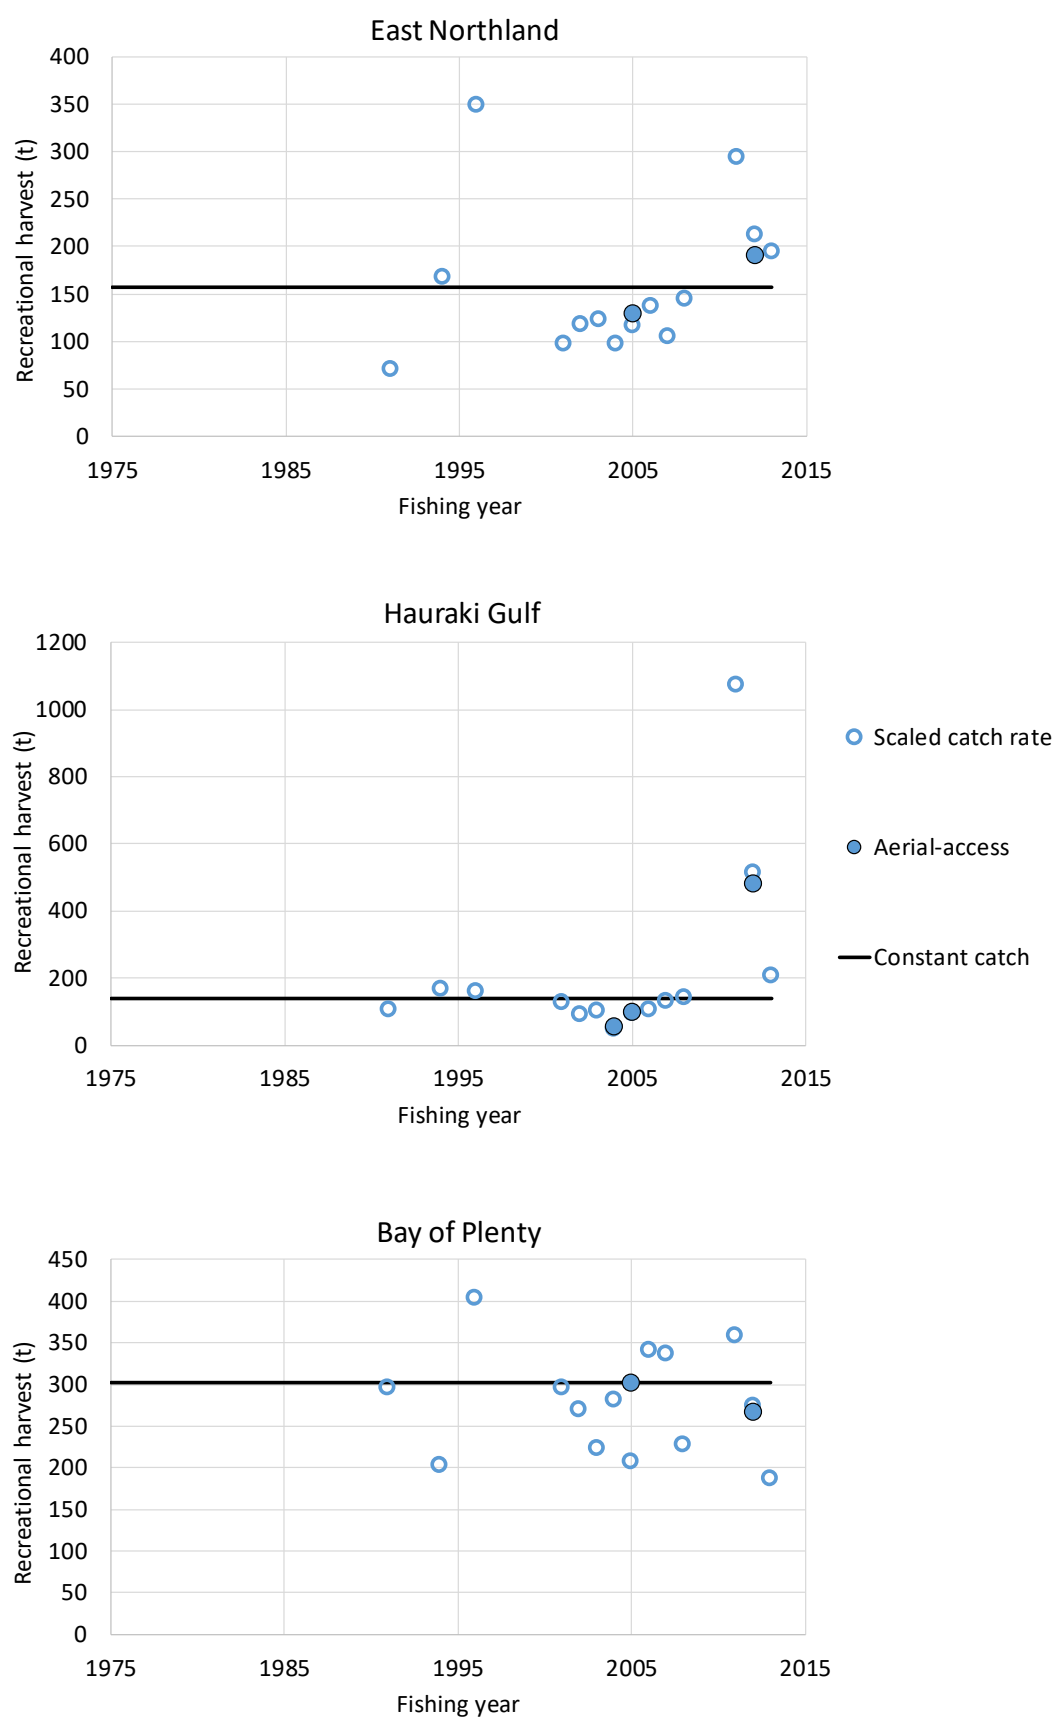 East Northland
Recreational harvest (t)
400
350
300
250
200
150
100
50
0
1975 1985 1995 2005 2015
Fishing year
Hauraki Gulf
Recreational harvest (t)
1200
1000
800
600
400
200
0
1975 1985 1995 2005 2015
Fishing year
Scaled catch rate
Aerial-access
Constant catch
Bay of Plenty
Recreational harvest (t)
450
400
350
300
250
200
150
100
50
0
1975 1985 1995 2005 2015
Fishing year